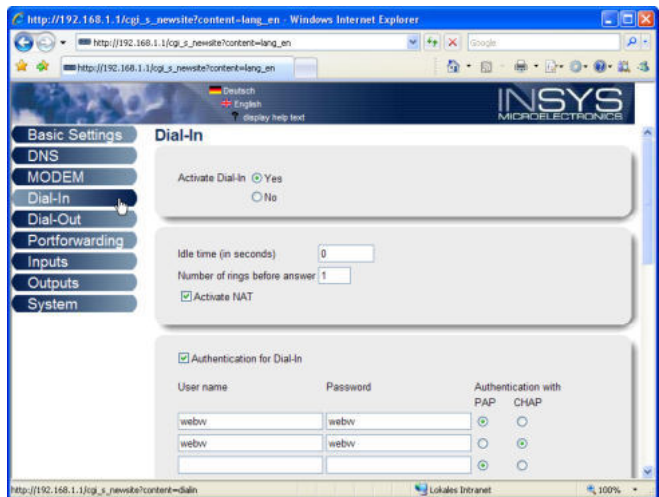 http://192.168.1.1/cgi_s_newsite?content=lang_en - Windows Internet Explorer
http://192.168.1.1/cgi_s_newsite?content=lang_en
Google
http://192.168.1.1/cgi_s_newsite?content=lang_en
Deutsch
English
? display help text
INSYS
MICROELECTRONICS
Basic Settings
DNS
MODEM
Dial-In
Dial-Out
Portforwarding
Inputs
Outputs
System
Dial-In
Activate Dial-In Yes
No
Idle time (in seconds) 0
Number of rings before answer 1
Activate NAT
Authentication for Dial-In
User name Password Authentication with
PAP CHAP
webvv webvv
webvv webvv
http://192.168.1.1/cgi_s_newsite?content=dialin Lokales Intranet 100%